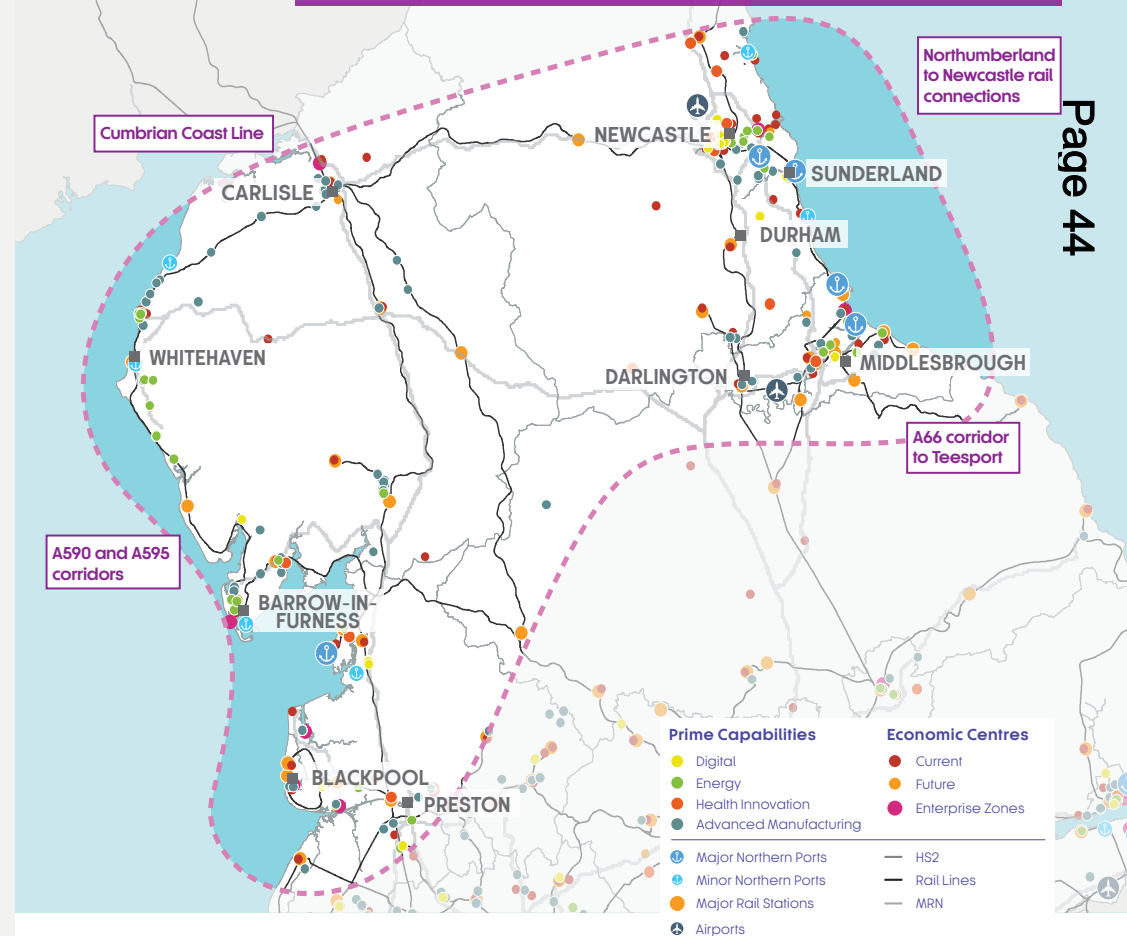 Northumberland
to Newcastle rail
connections
Page 44
Cumbrian Coast Line
NEWCASTLE
SUNDERLAND
CARLISLE
DURHAM
WHITEHAVEN
DARLINGTON
MIDDLESBROUGH
A66 corridor
to Teesport
A590 and A595
corridors
BARROW-IN-
FURNESS
BLACKPOOL
PRESTON
Prime Capabilities
Digital
Energy
Health Innovation
Advanced Manufacturing
Economic Centres
Current
Future
Enterprise Zones
Major Northern Ports
Minor Northern Ports
Major Rail Stations
Airports
HS2
Rail Lines
MRN